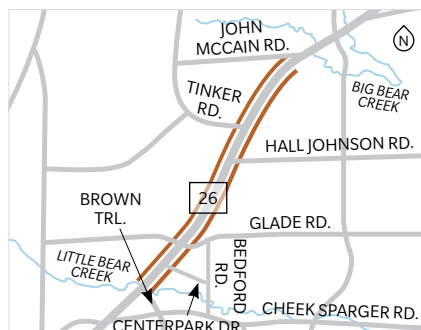 JOHN
MCCAIN RD.
N
TINKER
RD.
BIG BEAR
CREEK
HALL JOHNSON RD.
26
BROWN
TRL.
GLADE RD.
LITTLE BEAR
CREEK
BEDFORD
RD.
CHEEK SPARGER RD.
CENTERPARK DR.